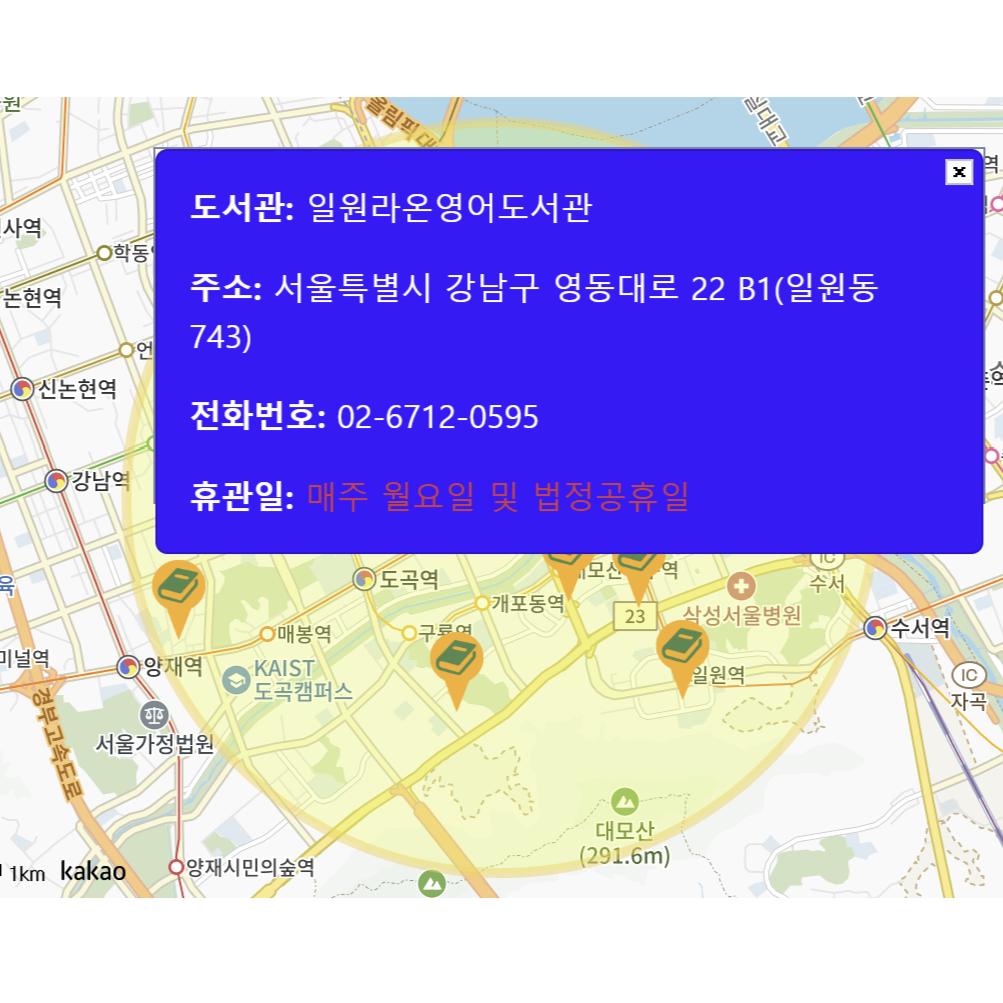 원
올림픽대
도서관: 일원라온영어도서관
주소: 서울특별시 강남구 영동대로 22 B1(일원동
743)
전화번호: 02-6712-0595
휴관일: 매주 월요일 및 법정공휴일
사역
학동
논현역
언
신논현역
강남역
도곡역
개포동역
매봉역
구룡역
23
삼성서울병원
IC
수서
수서역
미널역
양재역
KAIST
도곡캠퍼스
일원역
IC
자곡
경부고속도로
서울가정법원
대모산
(291.6m)
양재시민의숲역
1km
kakao